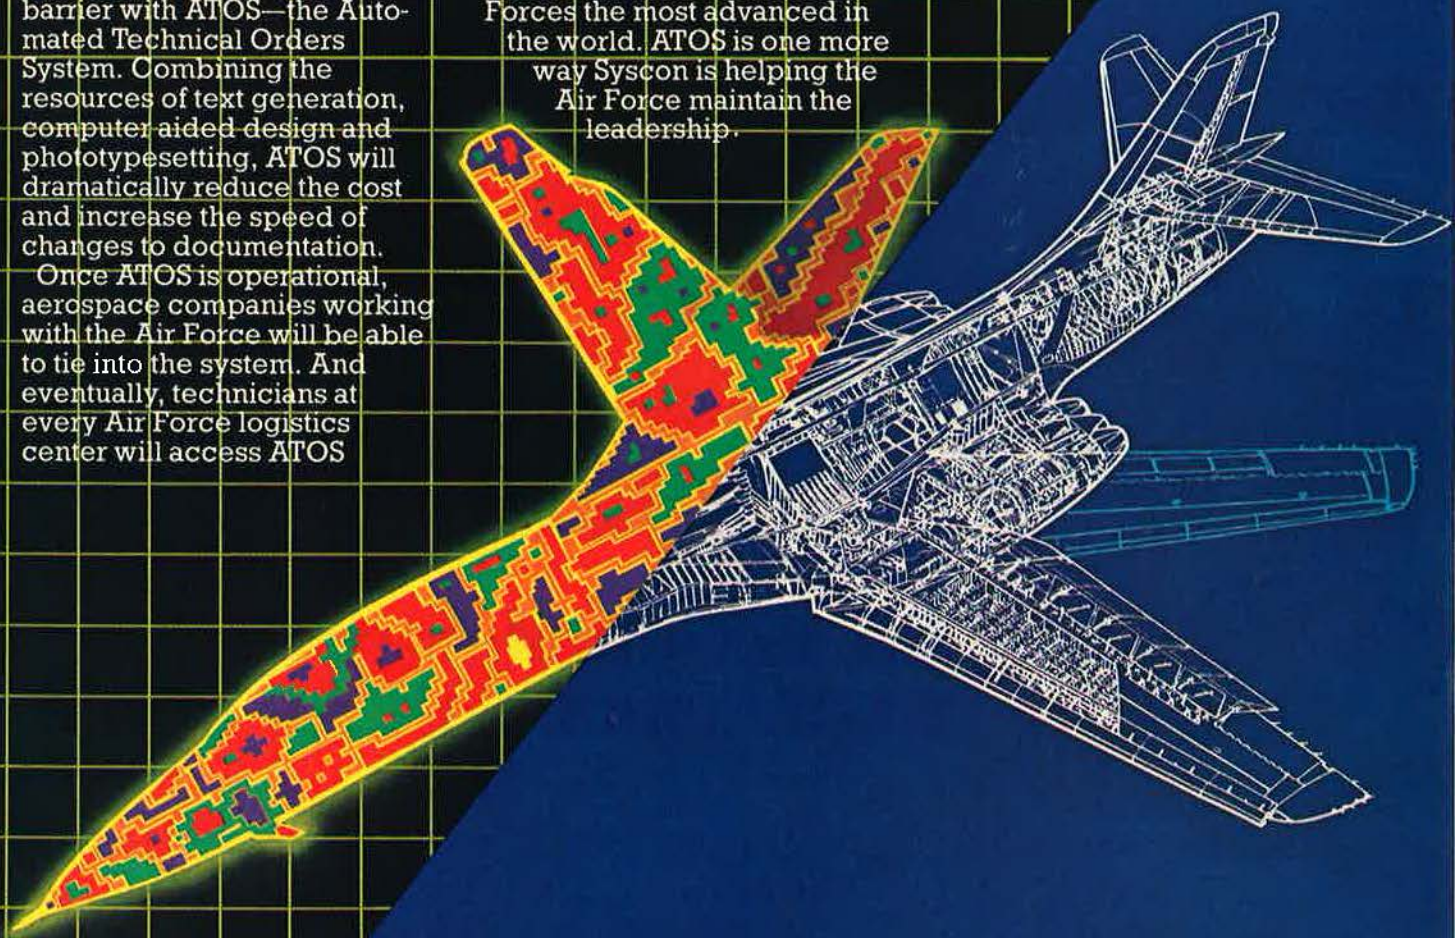 barrier with ATOS—the Auto-
mated Technical Orders
System. Combining the
resources of text generation,
computer aided design and
phototypesetting, ATOS will
dramatically reduce the cost
and increase the speed of
changes to documentation.
Once ATOS is operational,
aerospace companies working
with the Air Force will be able
to tie into the system. And
eventually, technicians at
every Air Force logistics
center will access ATOS
Forces the most advanced in
the world. ATOS is one more
way Syscon is helping the
Air Force maintain the
leadership.